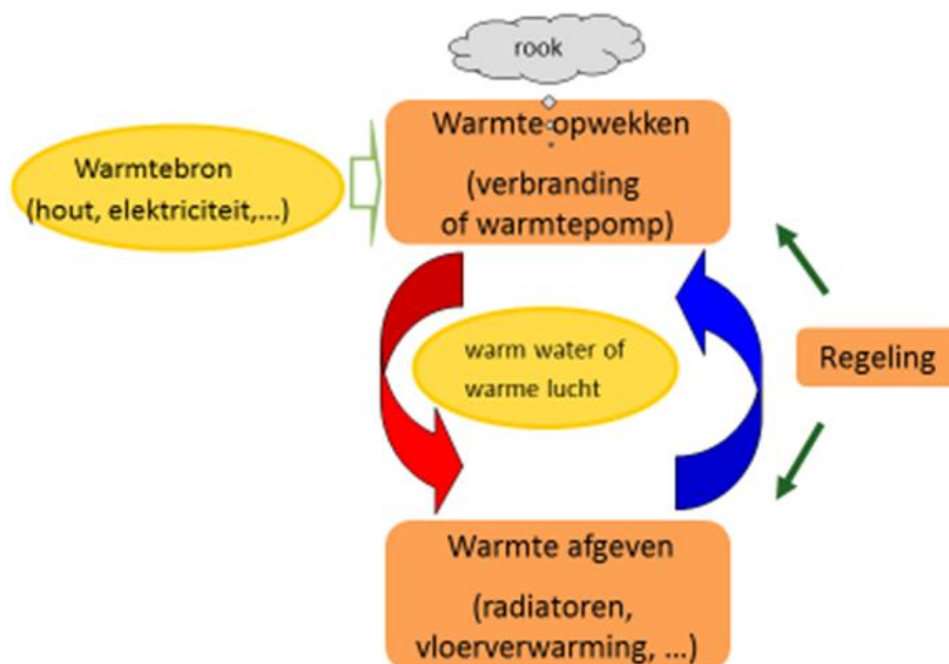 rook
Warmte opwekken
(verbranding
of warmtepomp)
Warmtebron
(hout, elektriciteit,...)
warm water of
warme lucht
Regeling
Warmte afgeven
(radiatoren,
vloerverwarming, ...)